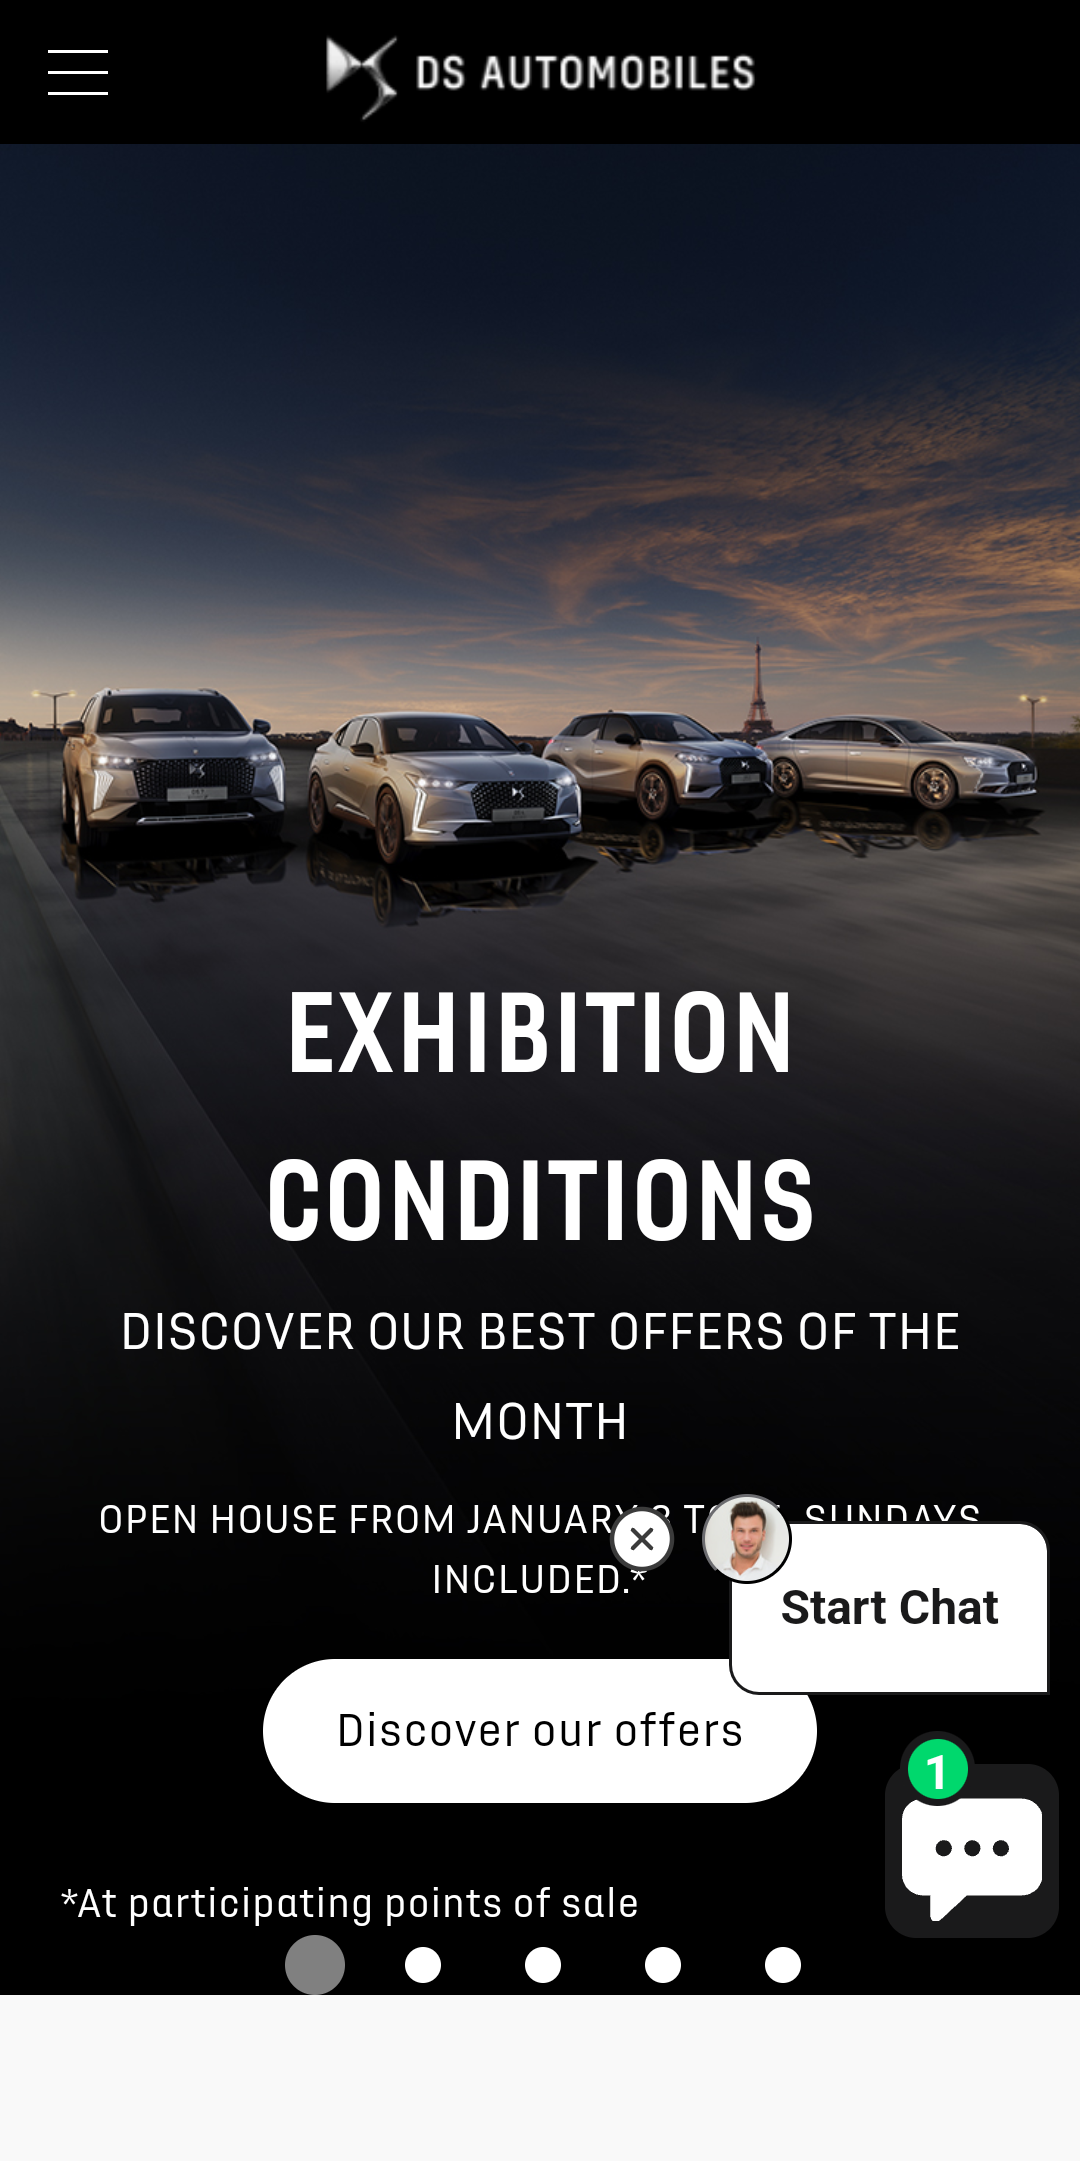 DS AUTOMOBILES
EXHIBITION
CONDITIONS
DISCOVER OUR BEST OFFERS OF THE
MONTH
OPEN HOUSE FROM JANUARY SUNDAYS
INCLUDED.*
Start Chat
Discover our offers
1
*At participating points of sale